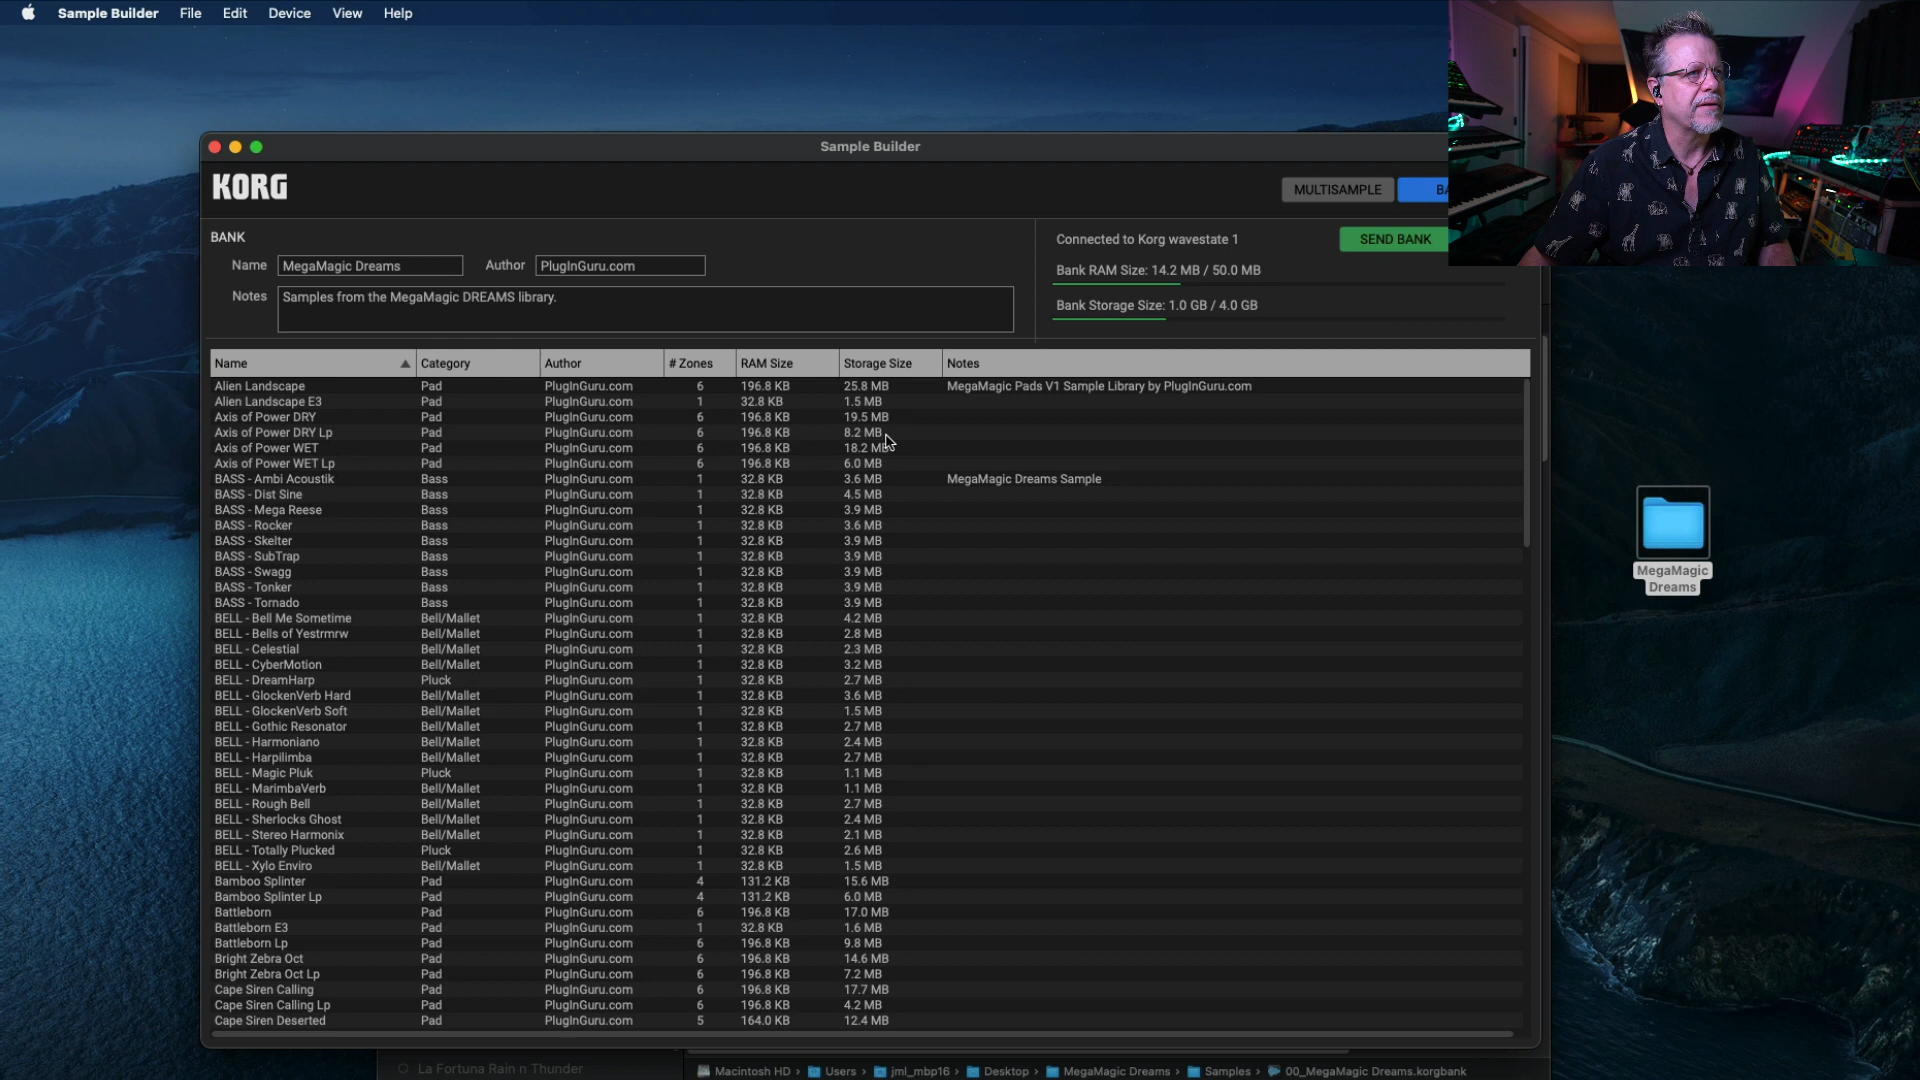 Sample Builder File Edit Device View Help
Sample Builder
KORG
MULTISAMPLE
BANK
Connected to Korg wavestate 1
SEND BANK
Name MegaMagic Dreams Author PlugInGuru.com
Bank RAM Size: 14.2 MB / 50.0 MB
Notes Samples from the MegaMagic DREAMS library.
Bank Storage Size: 1.0 GB / 4.0 GB
Name Category Author # Zones RAM Size Storage Size Notes
Alien Landscape Pad PlugInGuru.com 6 196.8 KB 25.8 MB MegaMagic Pads V1 Sample Library by PlugInGuru.com
Alien Landscape E3 Pad PlugInGuru.com 1 32.8 KB 1.5 MB
Axis of Power DRY Pad PlugInGuru.com 6 196.8 KB 19.5 MB
Axis of Power DRY Lp Pad PlugInGuru.com 6 196.8 KB 8.2 MB
Axis of Power WET Pad PlugInGuru.com 6 196.8 KB 18.2 MB
Axis of Power WET Lp Pad PlugInGuru.com 6 196.8 KB 6.0 MB
BASS - Ambi Acoustik Bass PlugInGuru.com 1 32.8 KB 3.6 MB MegaMagic Dreams Sample
BASS - Dist Sine Bass PlugInGuru.com 1 32.8 KB 4.5 MB
BASS - Mega Reese Bass PlugInGuru.com 1 32.8 KB 3.9 MB
BASS - Rocker Bass PlugInGuru.com 1 32.8 KB 3.6 MB
BASS - Skelter Bass PlugInGuru.com 1 32.8 KB 3.9 MB
BASS - SubTrap Bass PlugInGuru.com 1 32.8 KB 3.9 MB
BASS - Swagg Bass PlugInGuru.com 1 32.8 KB 3.9 MB
BASS - Tonker Bass PlugInGuru.com 1 32.8 KB 3.9 MB
BASS - Tornado Bass PlugInGuru.com 1 32.8 KB 3.9 MB
BELL - Bell Me Sometime Bell/Mallet PlugInGuru.com 1 32.8 KB 4.2 MB
BELL - Bells of Yestrmrw Bell/Mallet PlugInGuru.com 1 32.8 KB 2.8 MB
BELL - Celestial Bell/Mallet PlugInGuru.com 1 32.8 KB 2.3 MB
BELL - CyberMotion Bell/Mallet PlugInGuru.com 1 32.8 KB 3.2 MB
BELL - DreamHarp Pluck PlugInGuru.com 1 32.8 KB 2.7 MB
BELL - GlockenVerb Hard Bell/Mallet PlugInGuru.com 1 32.8 KB 3.6 MB
BELL - GlockenVerb Soft Bell/Mallet PlugInGuru.com 1 32.8 KB 1.5 MB
BELL - Gothic Resonator Bell/Mallet PlugInGuru.com 1 32.8 KB 2.7 MB
BELL - Harmoniano Bell/Mallet PlugInGuru.com 1 32.8 KB 2.4 MB
BELL - Harpilimba Bell/Mallet PlugInGuru.com 1 32.8 KB 2.7 MB
BELL - Magic Pluk Pluck PlugInGuru.com 1 32.8 KB 1.1 MB
BELL - MarimbaVerb Bell/Mallet PlugInGuru.com 1 32.8 KB 1.1 MB
BELL - Rough Bell Bell/Mallet PlugInGuru.com 1 32.8 KB 2.7 MB
BELL - Sherlocks Ghost Bell/Mallet PlugInGuru.com 1 32.8 KB 2.4 MB
BELL - Stereo Harmonix Bell/Mallet PlugInGuru.com 1 32.8 KB 2.1 MB
BELL - Totally Plucked Pluck PlugInGuru.com 1 32.8 KB 2.6 MB
BELL - Xylo Enviro Bell/Mallet PlugInGuru.com 1 32.8 KB 1.5 MB
Bamboo Splinter Pad PlugInGuru.com 4 131.2 KB 15.6 MB
Bamboo Splinter Lp Pad PlugInGuru.com 4 131.2 KB 6.0 MB
Battleborn Pad PlugInGuru.com 6 196.8 KB 17.0 MB
Battleborn E3 Pad PlugInGuru.com 1 32.8 KB 1.6 MB
Battleborn Lp Pad PlugInGuru.com 6 196.8 KB 9.8 MB
Bright Zebra Oct Pad PlugInGuru.com 6 196.8 KB 14.6 MB
Bright Zebra Oct Lp Pad PlugInGuru.com 6 196.8 KB 7.2 MB
Cape Siren Calling Pad PlugInGuru.com 6 196.8 KB 17.7 MB
Cape Siren Calling Lp Pad PlugInGuru.com 6 196.8 KB 4.2 MB
Cape Siren Deserted Pad PlugInGuru.com 5 164.0 KB 12.4 MB
MegaMagic
Dreams
La Fortuna Rain n Thunder
Macintosh HD › Users › jml_mbp16 › Desktop › MegaMagic Dreams › Samples › 00_MegaMagic Dreams.korgbank